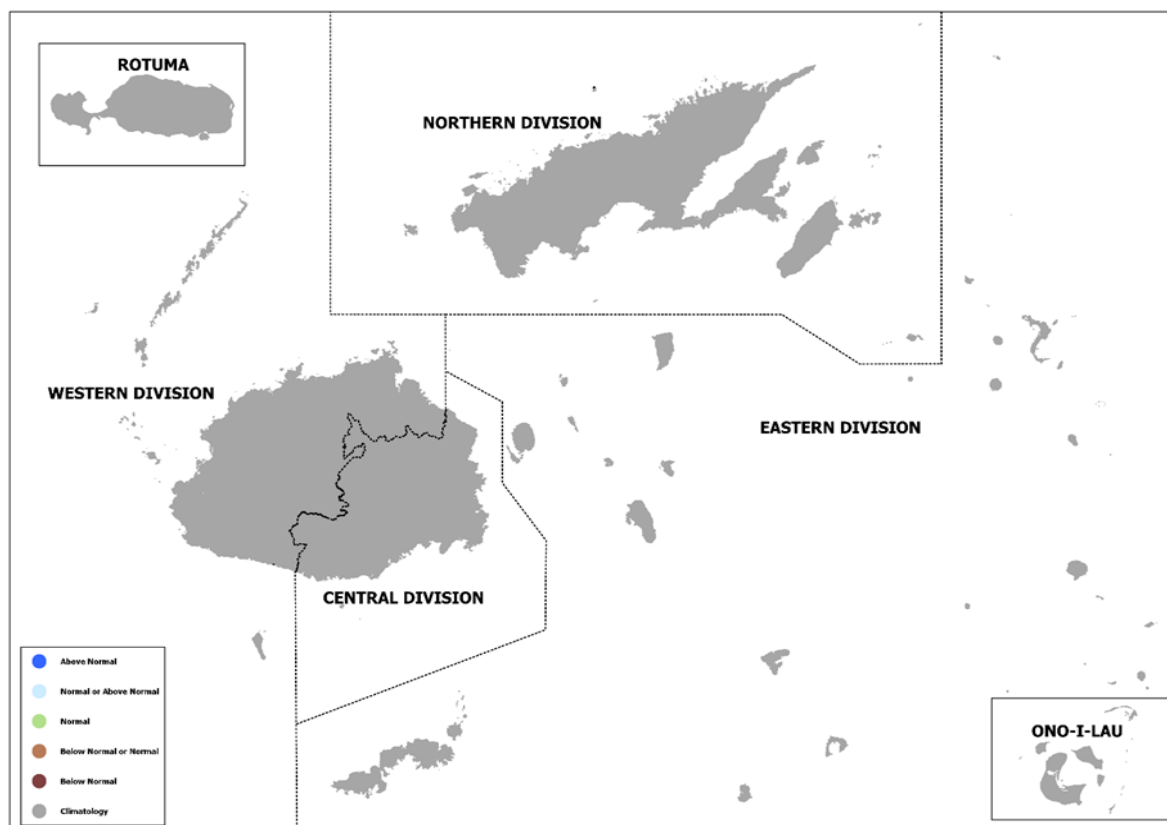 ROTUMA
NORTHERN DIVISION
WESTERN DIVISION
EASTERN DIVISION
CENTRAL DIVISION
Above Normal
Normal or Above Normal
Normal
Below Normal or Normal
Below Normal
Climatology
ONO-I-LAU